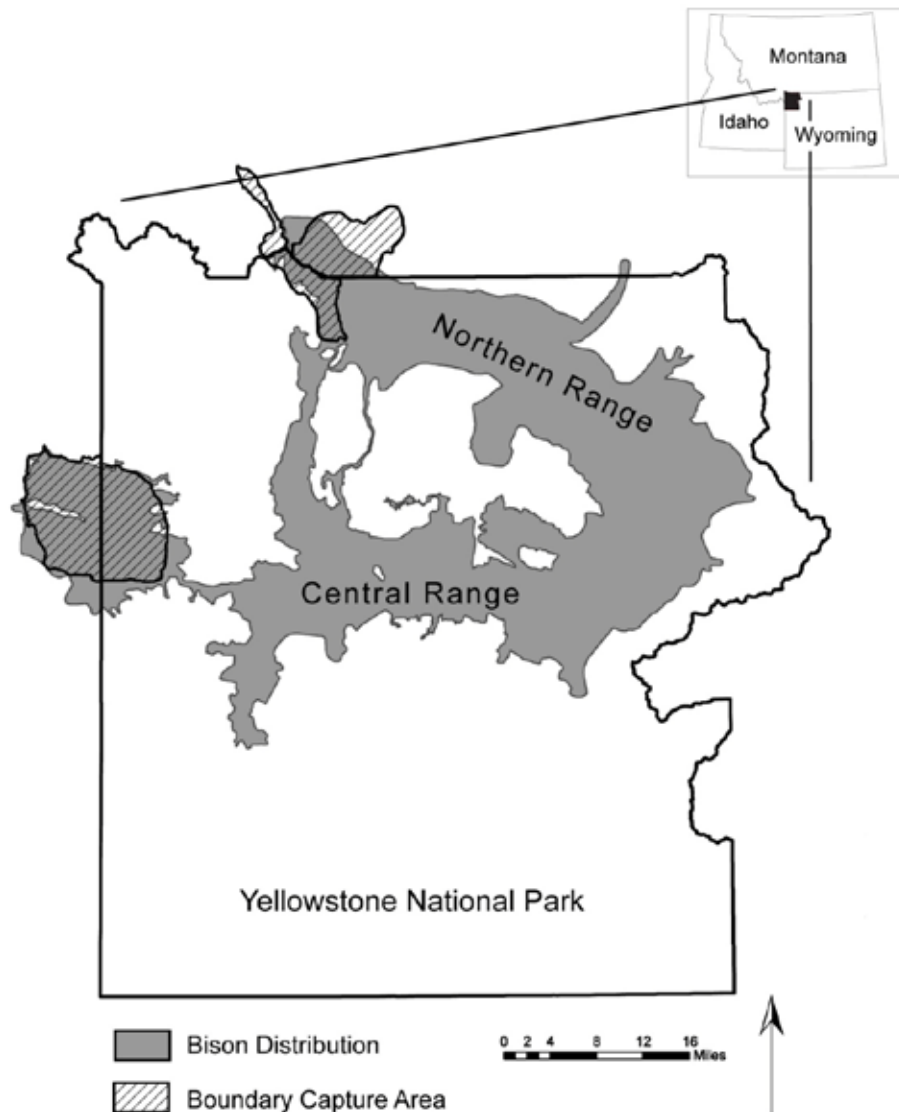 Montana
Idaho
Wyoming
Northern Range
Central Range
Yellowstone National Park
Bison Distribution
0 2 4 8 12 16
Miles
Boundary Capture Area